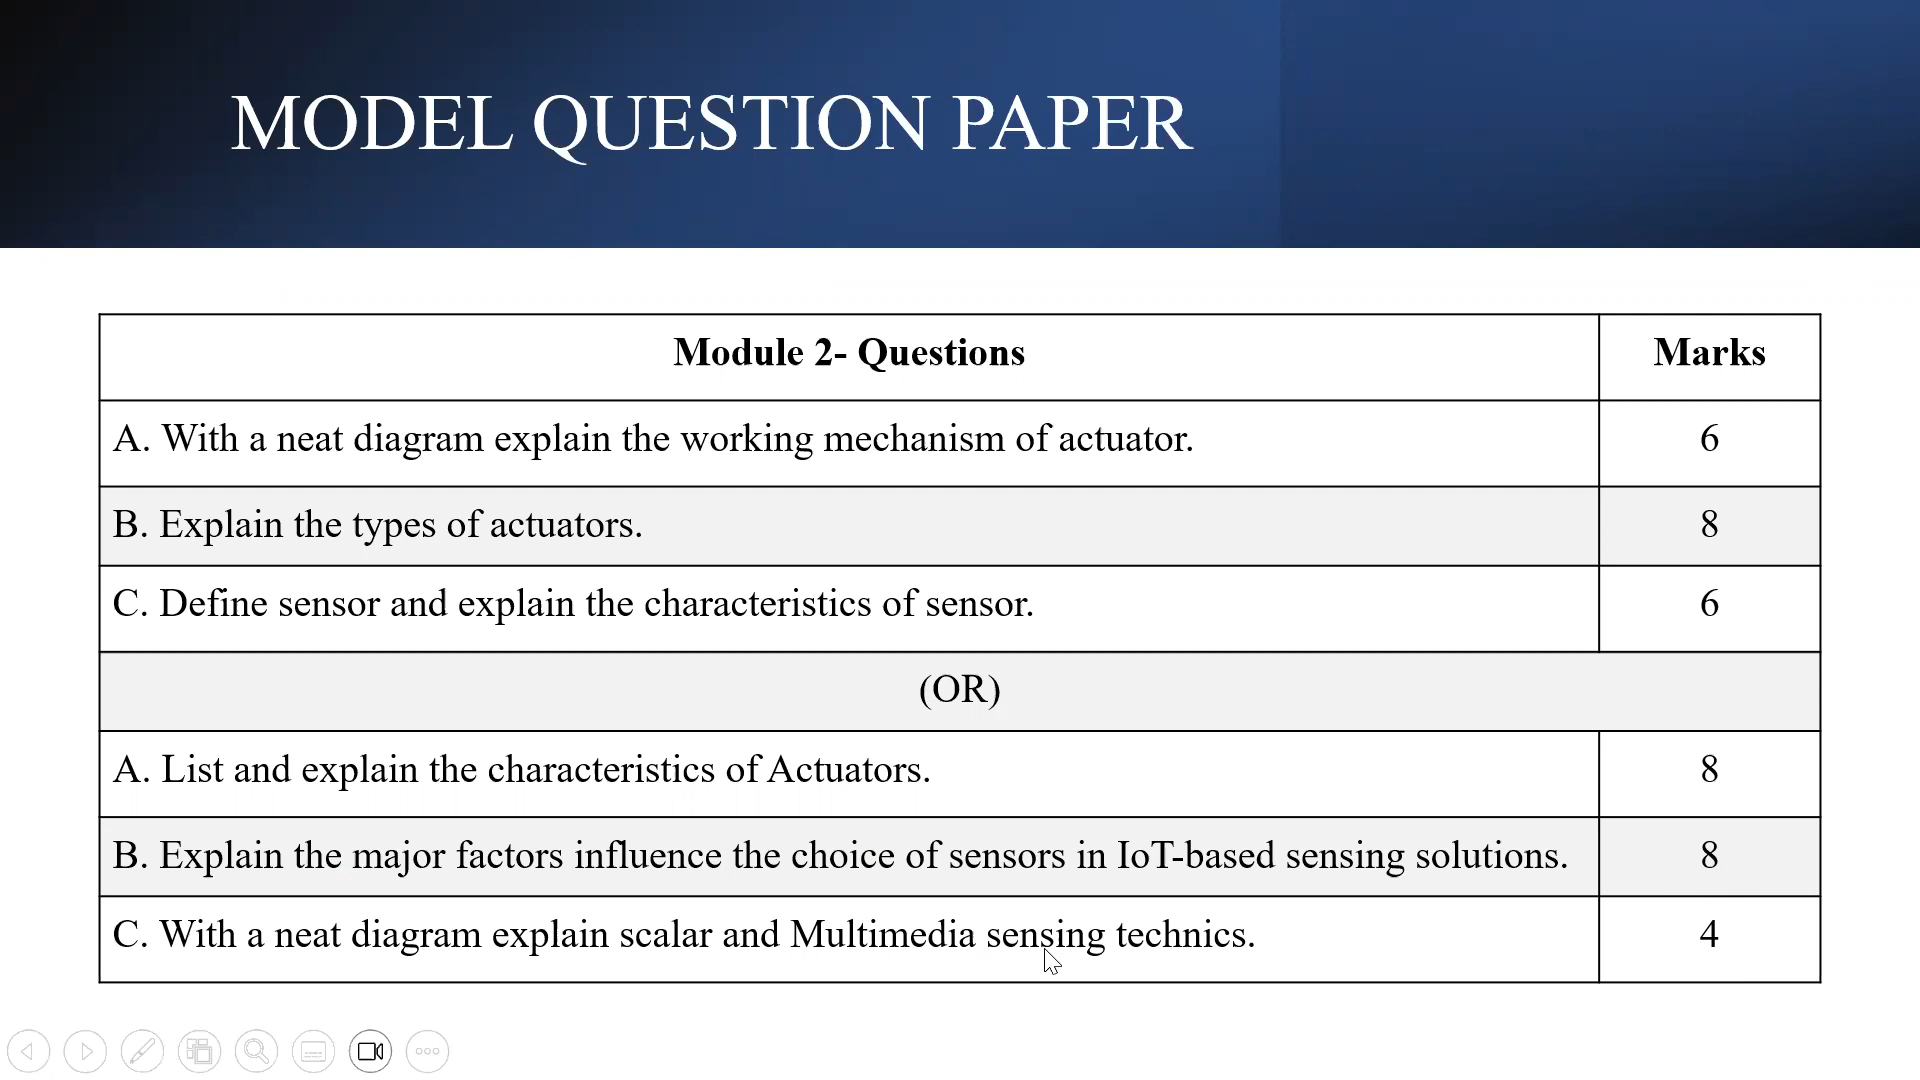 MODEL QUESTION PAPER
Module 2- Questions
Marks
A. With a neat diagram explain the working mechanism of actuator.
6
B. Explain the types of actuators.
8
C. Define sensor and explain the characteristics of sensor.
6
(OR)
A. List and explain the characteristics of Actuators.
8
B. Explain the major factors influence the choice of sensors in IoT-based sensing solutions.
8
C. With a neat diagram explain scalar and Multimedia sensing technics.
4